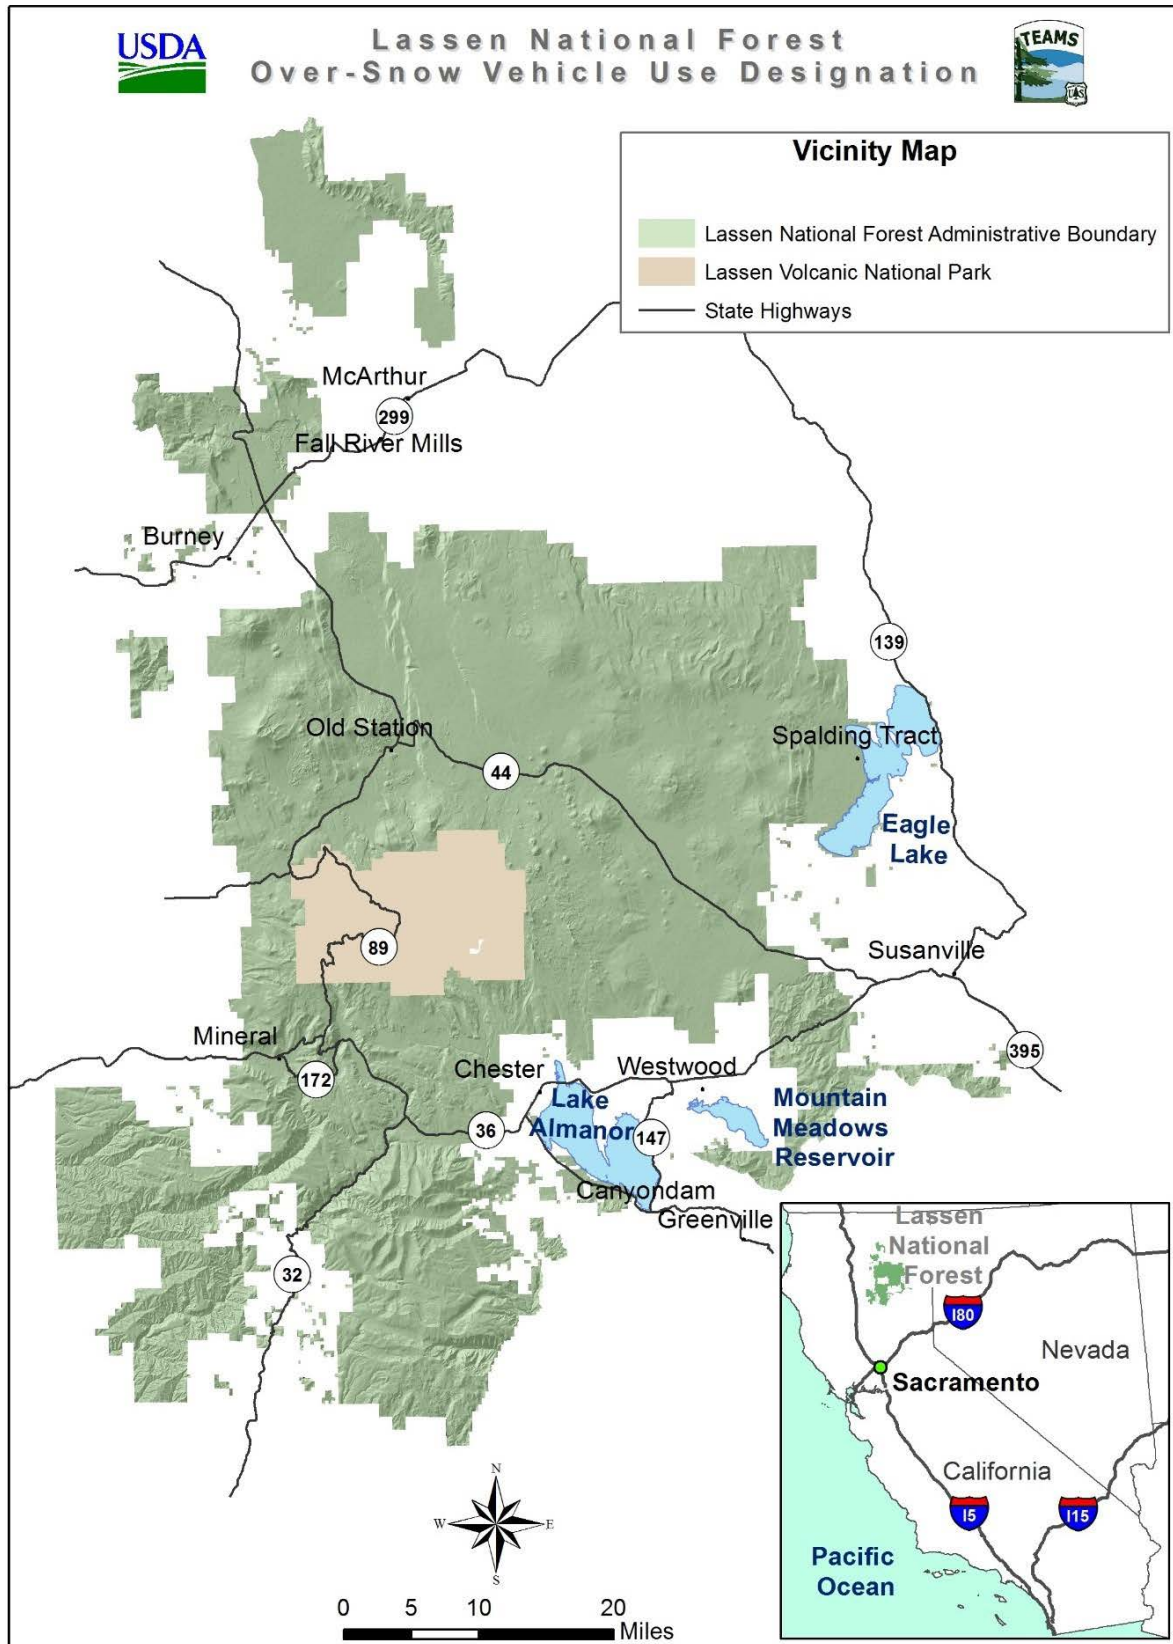 USDA
Lassen National Forest
Over-Snow Vehicle Use Designation
TEAMS
U S
Vicinity Map
Lassen National Forest Administrative Boundary
Lassen Volcanic National Park
State Highways
McArthur
299
Fall River Mills
Burney
139
Old Station
Spalding Tract
44
Eagle
Lake
89
Susanville
Mineral
395
172
Chester
Westwood
Lake
Almanor
Mountain
Meadows
Reservoir
36
147
Canyondam
Greenville
32
Lassen
National
Forest
I80
Nevada
Sacramento
California
I5
I15
Pacific
Ocean
N
W
E
S
0 5 10 20
Miles